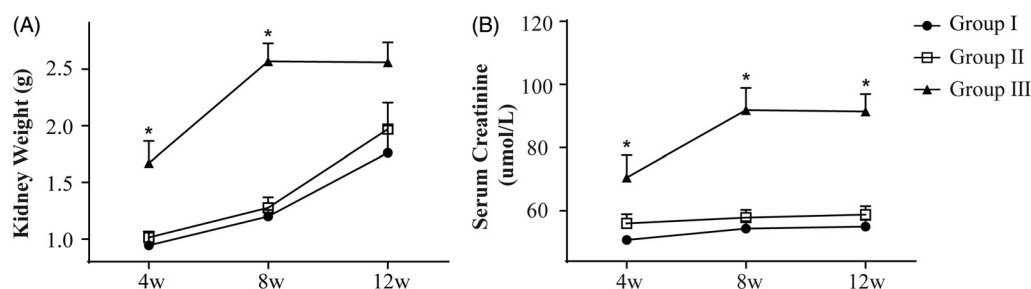 (A)
Kidney Weight (g)
2.5
2.0
1.5
1.0
*
*
4w
8w
12w
(B)
Serum Creatinine
(umol/L)
120
100
80
60
*
*
*
4w
8w
12w
Group I
Group II
Group III